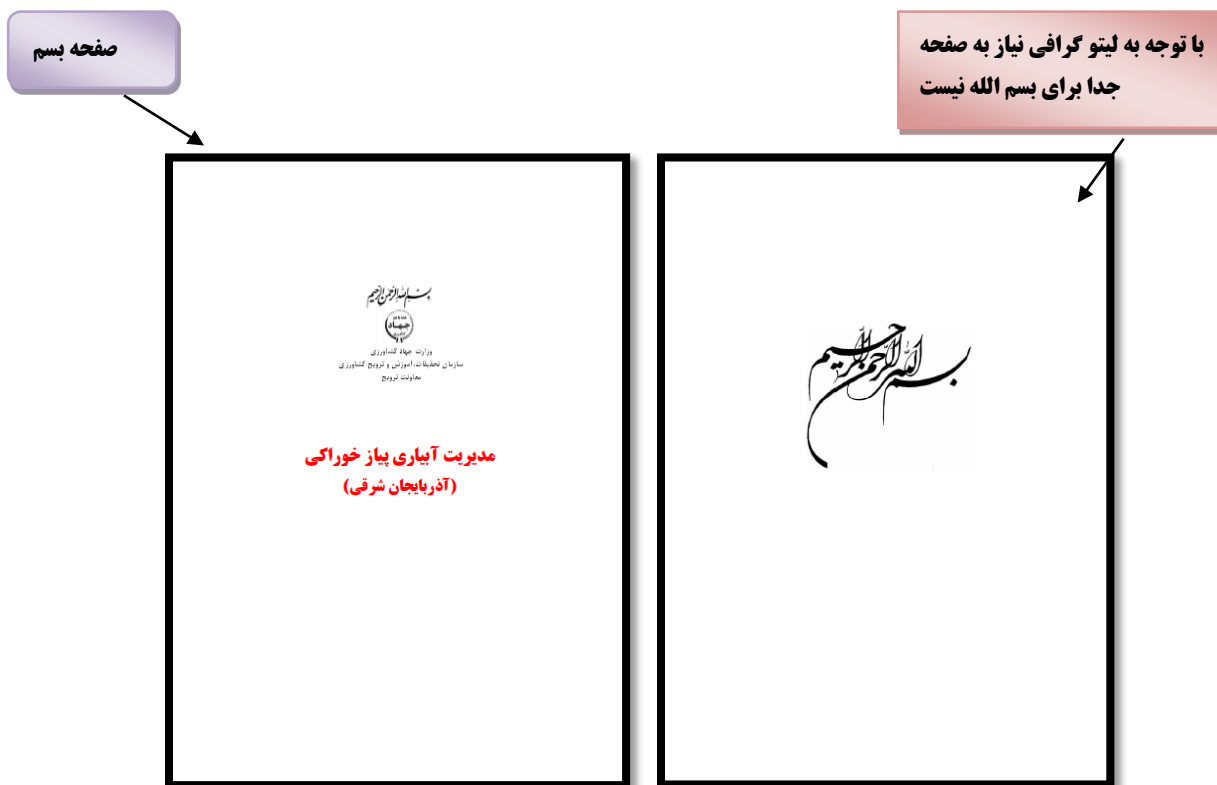 با توجه به لیتو گرافی نیاز به صفحه
جدا برای بسم الله نیست
صفحه بسم
بسم الله الرحمن الرحیم
بسم الله الرحمن الرحیم
جهاد
وزارت جهاد کشاورزی
سازمان تحقیقات، آموزش و ترویج کشاورزی
معاونت ترویج
مدیریت آبیاری پیاز خوراکی
(آذربایجان شرقی)